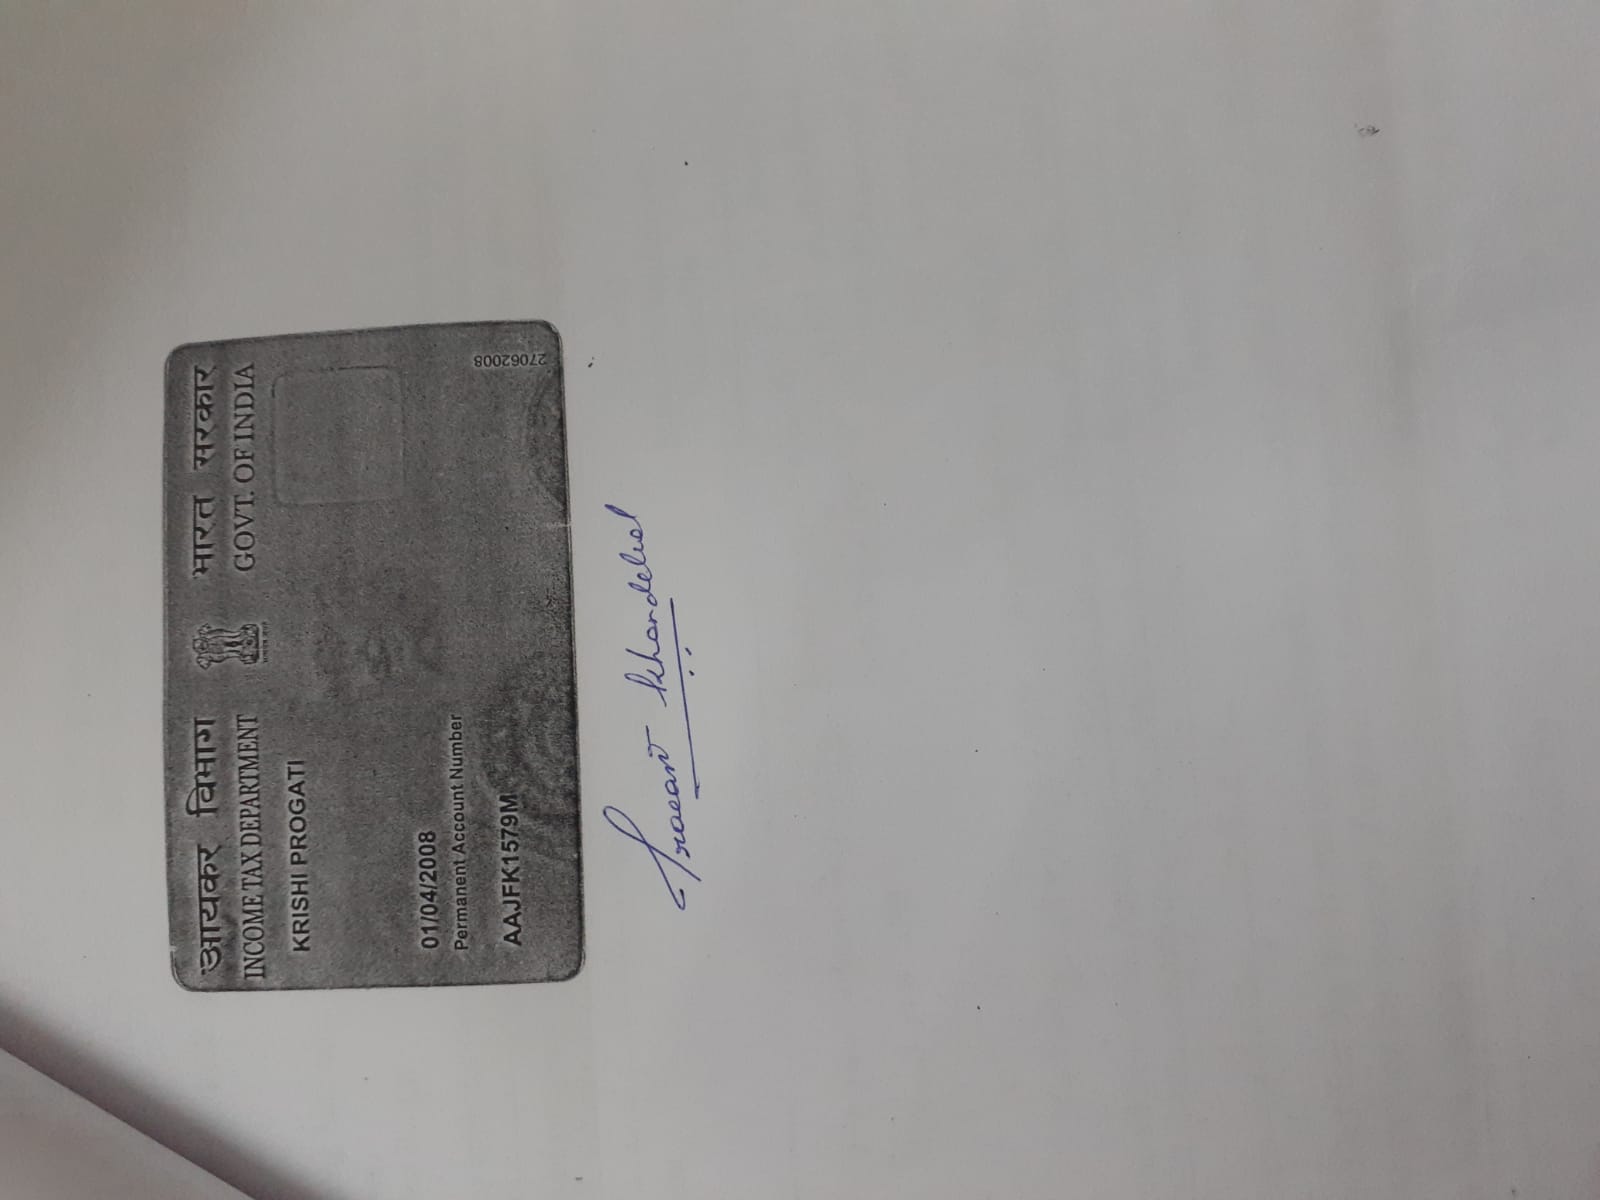 आयकर विभाग भारत सरकार
INCOME TAX DEPARTMENT GOVT. OF INDIA
KRISHI PROGATI
01/04/2008
Permanent Account Number
AAJFK1579M
27062008
Khandelwal